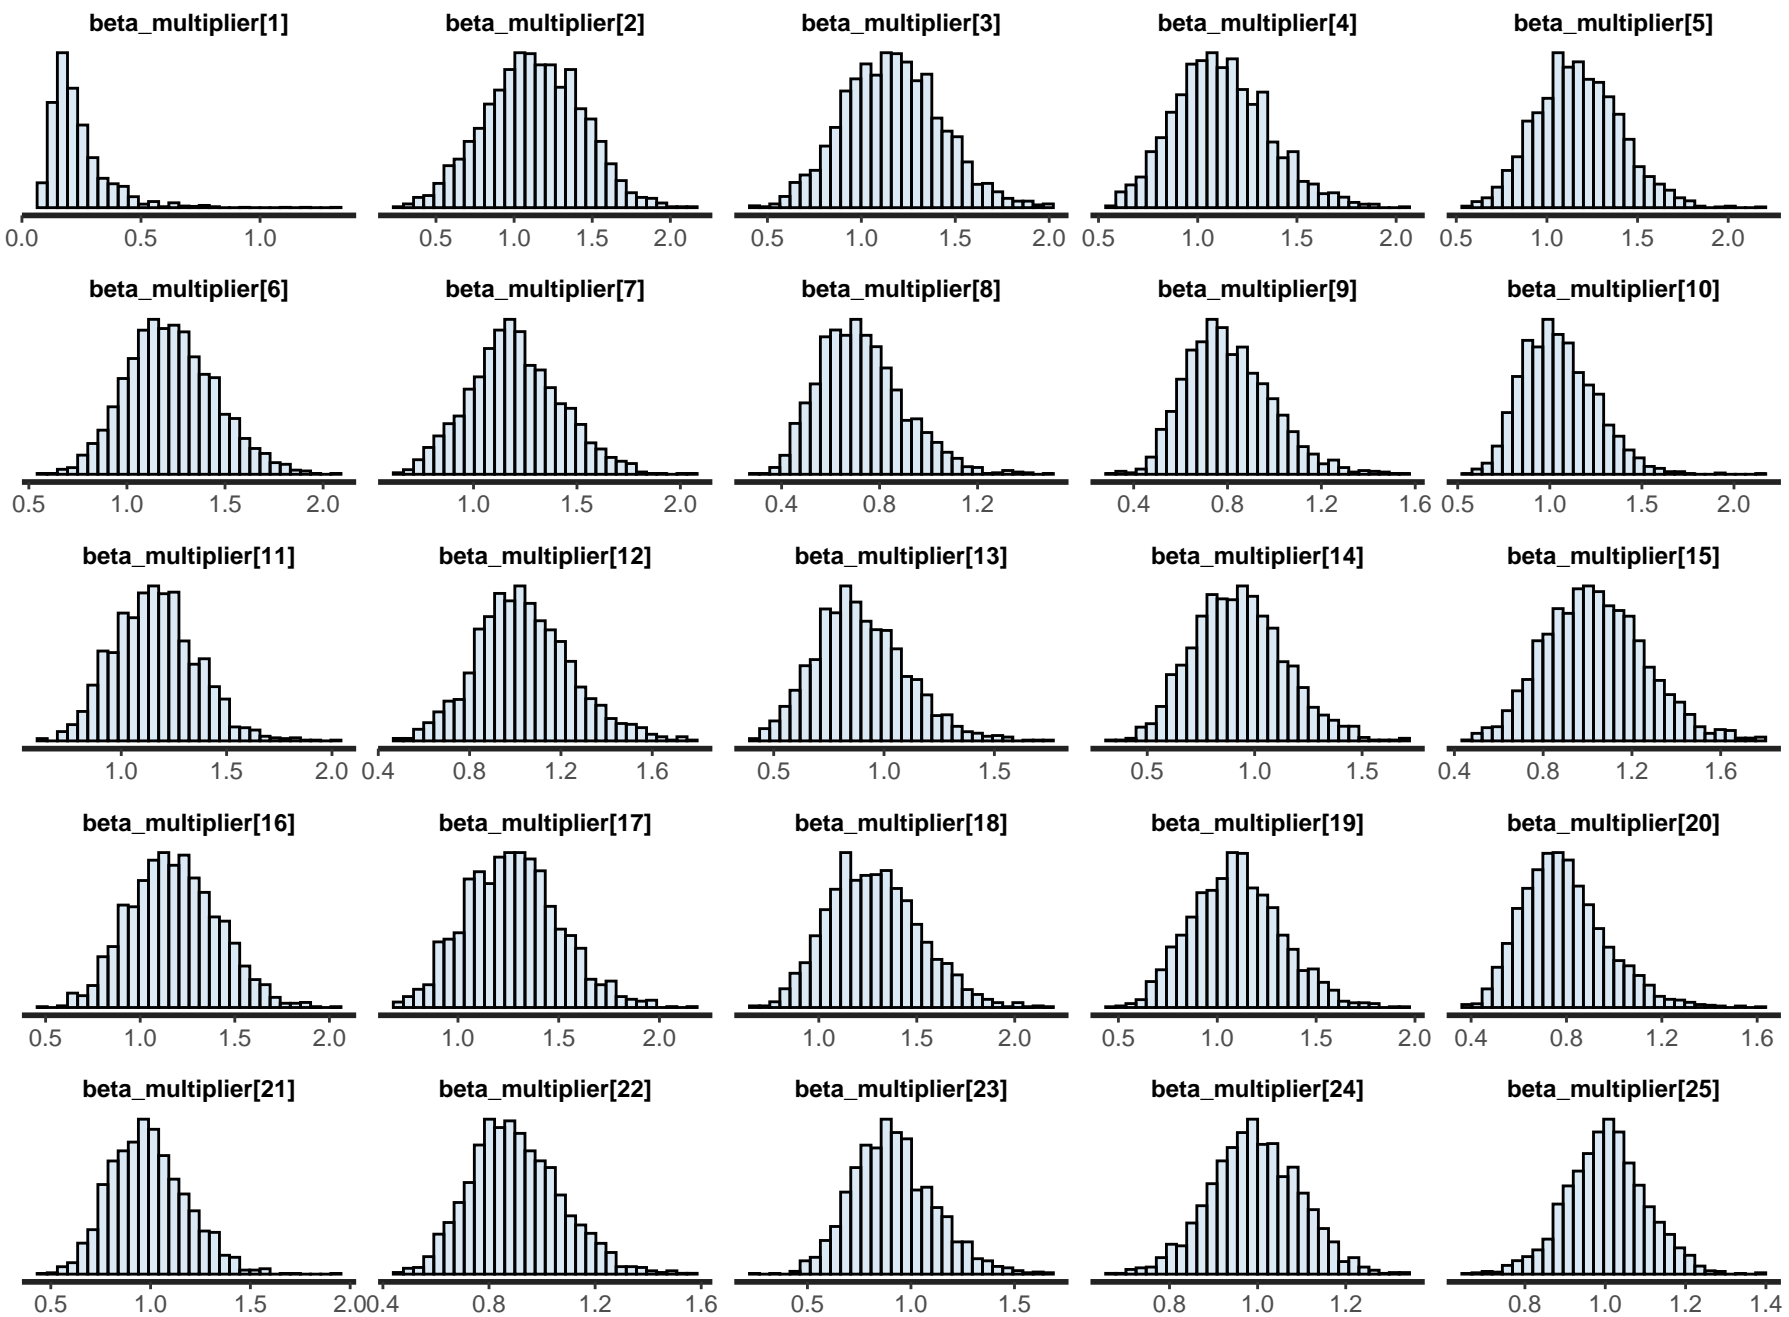 beta_multiplier[1] beta_multiplier[2] beta_multiplier[3] beta_multiplier[4] beta_multiplier[5]
0.0 0.5 1.0 0.5 1.0 1.5 2.0 0.5 1.0 1.5 2.0 0.5 1.0 1.5 2.0 0.5 1.0 1.5 2.0
beta_multiplier[6] beta_multiplier[7] beta_multiplier[8] beta_multiplier[9] beta_multiplier[10]
0.5 1.0 1.5 2.0 1.0 1.5 2.0 0.4 0.8 1.2 0.4 0.8 1.2 1.6 0.5 1.0 1.5 2.0
beta_multiplier[11] beta_multiplier[12] beta_multiplier[13] beta_multiplier[14] beta_multiplier[15]
1.0 1.5 2.0 0.4 0.8 1.2 1.6 0.5 1.0 1.5 0.5 1.0 1.5 0.4 0.8 1.2 1.6
beta_multiplier[16] beta_multiplier[17] beta_multiplier[18] beta_multiplier[19] beta_multiplier[20]
0.5 1.0 1.5 2.0 1.0 1.5 2.0 1.0 1.5 2.0 0.5 1.0 1.5 2.0 0.4 0.8 1.2 1.6
beta_multiplier[21] beta_multiplier[22] beta_multiplier[23] beta_multiplier[24] beta_multiplier[25]
0.5 1.0 1.5 2.0 0.4 0.8 1.2 1.6 0.5 1.0 1.5 0.8 1.0 1.2 0.8 1.0 1.2 1.4